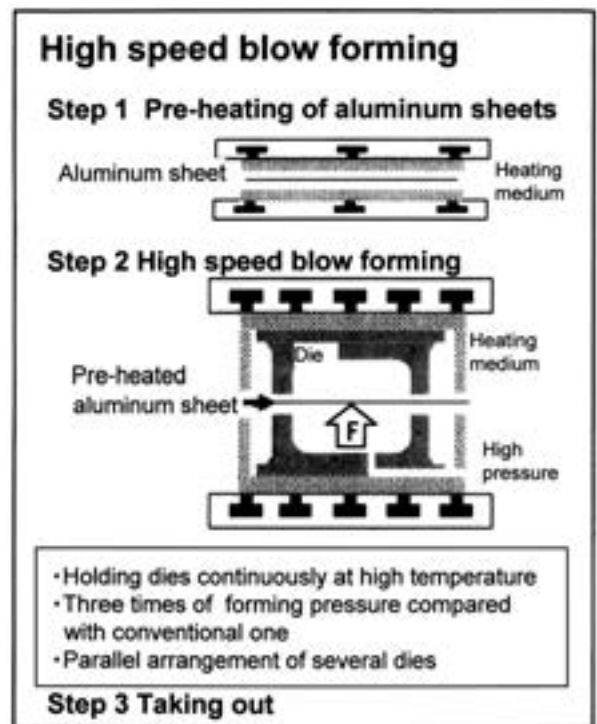 High speed blow forming
Step 1 Pre-heating of aluminum sheets
Aluminum sheet
Heating
medium
Step 2 High speed blow forming
Die
Heating
medium
Pre-heated
aluminum sheet
F
High
pressure
・Holding dies continuously at high temperature
・Three times of forming pressure compared
with conventional one
・Parallel arrangement of several dies
Step 3 Taking out